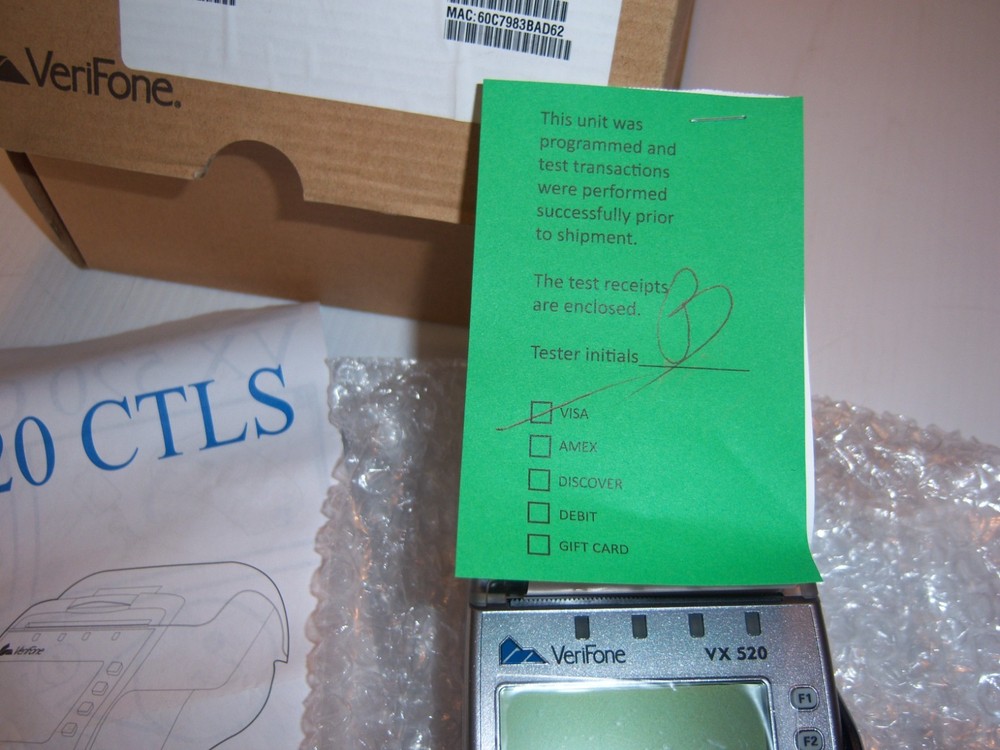 MAC:60C7983BAD62
VeriFone.
This unit was
programmed and
test transactions
were performed
successfully prior
to shipment.
The test receipts
are enclosed.
Tester initials
VISA
AMEX
DISCOVER
DEBIT
GIFT CARD
20 CTLS
VeriFone
VeriFone
VX 520
F1
F2